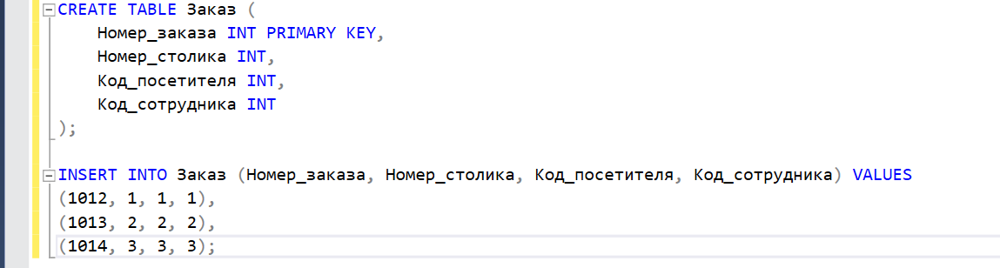 CREATE TABLE Заказ (
    Номер_заказа INT PRIMARY KEY,
    Номер_столика INT,
    Код_посетителя INT,
    Код_сотрудника INT
);
INSERT INTO Заказ (Номер_заказа, Номер_столика, Код_посетителя, Код_сотрудника) VALUES
(1012, 1, 1, 1),
(1013, 2, 2, 2),
(1014, 3, 3, 3);